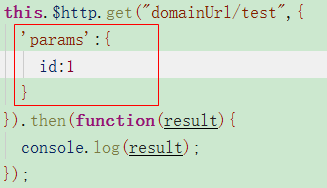 this.$http.get("domainUrl/test",{
'params':{
id:1
}
}).then(function(result){
console.log(result);
});